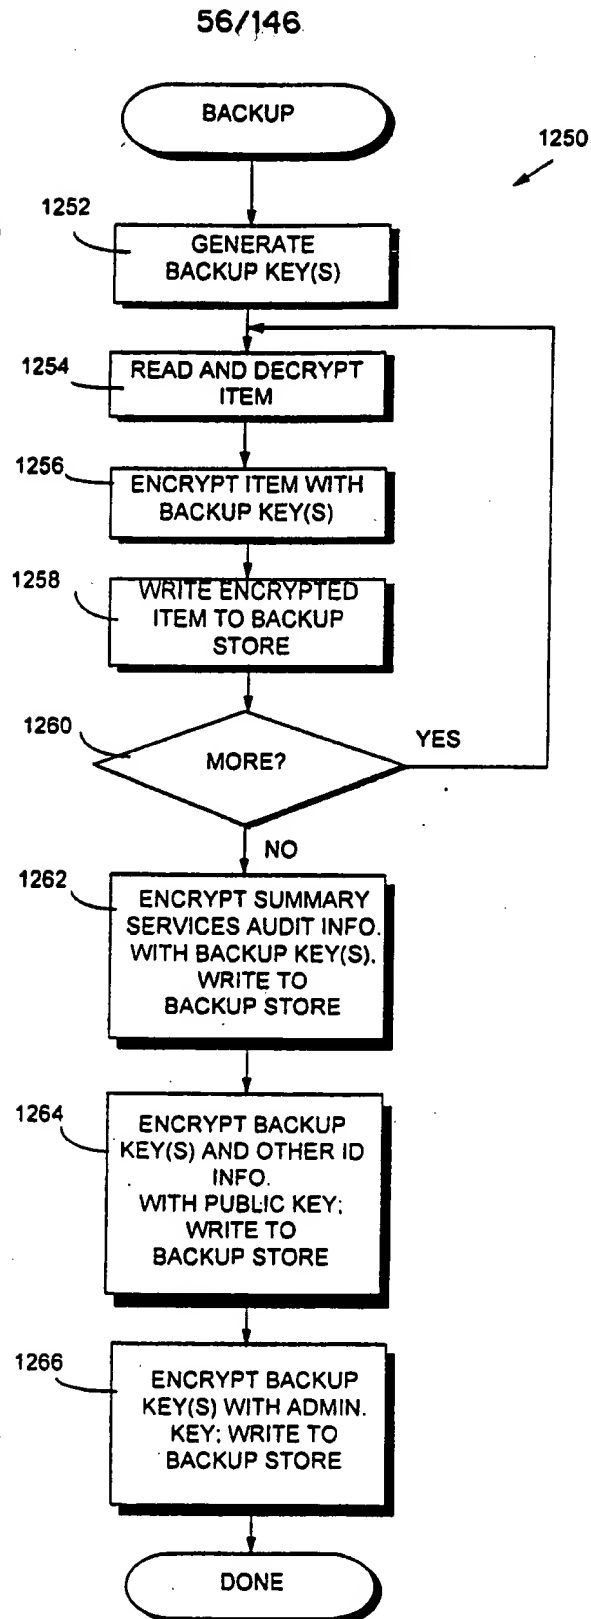 56/146
BACKUP
1250
1252
GENERATE
BACKUP KEY(S)
1254
READ AND DECRYPT
ITEM
1256
ENCRYPT ITEM WITH
BACKUP KEY(S)
1258
WRITE ENCRYPTED
ITEM TO BACKUP
STORE
1260
MORE?
YES
NO
1262
ENCRYPT SUMMARY
SERVICES AUDIT INFO.
WITH BACKUP KEY(S).
WRITE TO
BACKUP STORE
1264
ENCRYPT BACKUP
KEY(S) AND OTHER ID
INFO.
WITH PUBLIC KEY;
WRITE TO
BACKUP STORE
1266
ENCRYPT BACKUP
KEY(S) WITH ADMIN.
KEY; WRITE TO
BACKUP STORE
DONE